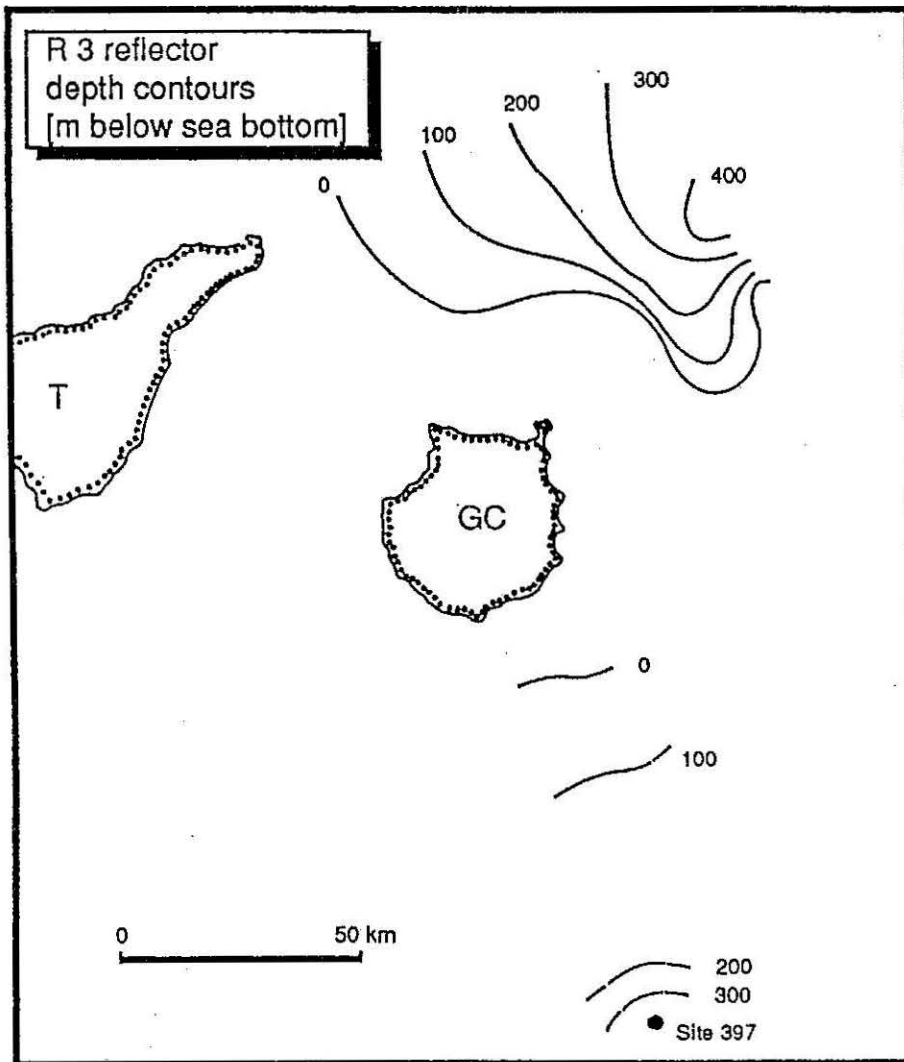 R 3 reflector
depth contours
[m below sea bottom]
300
200
100
400
0
T
GC
0
100
0 50 km
200
300
Site 397